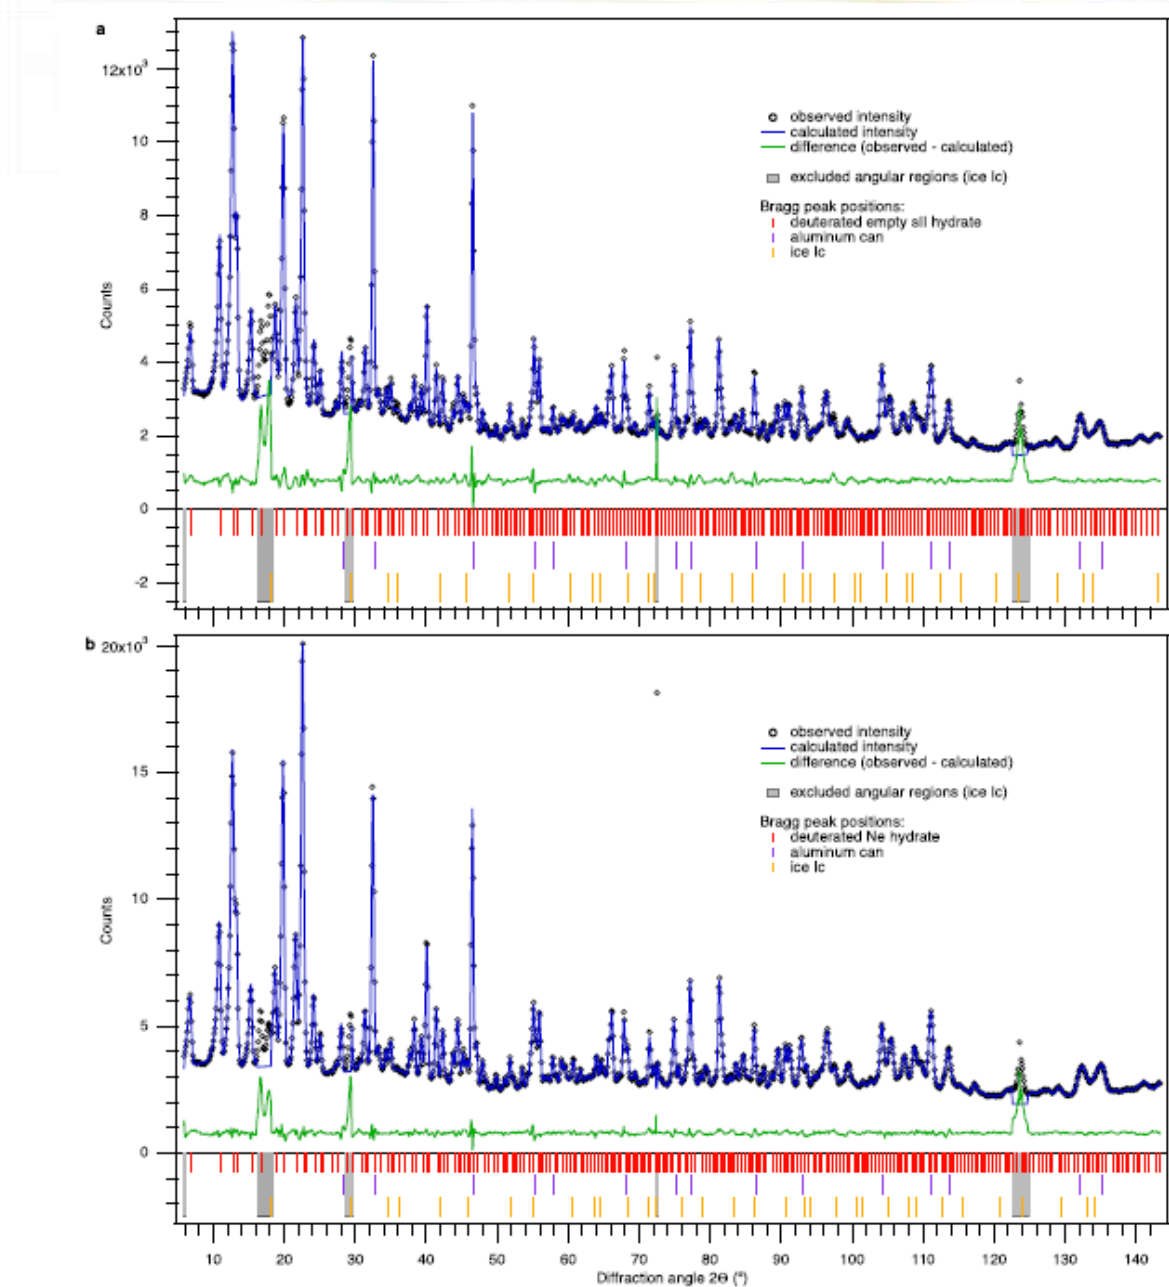 a
12x10³
10
8
6
4
2
0
-2
Counts
observed intensity
calculated intensity
difference (observed - calculated)
excluded angular regions (ice Ic)
Bragg peak positions:
deuterated empty sII hydrate
aluminum can
ice Ic
b
20x10³
15
10
5
0
Counts
observed intensity
calculated intensity
difference (observed - calculated)
excluded angular regions (ice Ic)
Bragg peak positions:
deuterated Ne hydrate
aluminum can
ice Ic
10 20 30 40 50 60 70 80 90 100 110 120 130 140
Diffraction angle 2Θ (°)